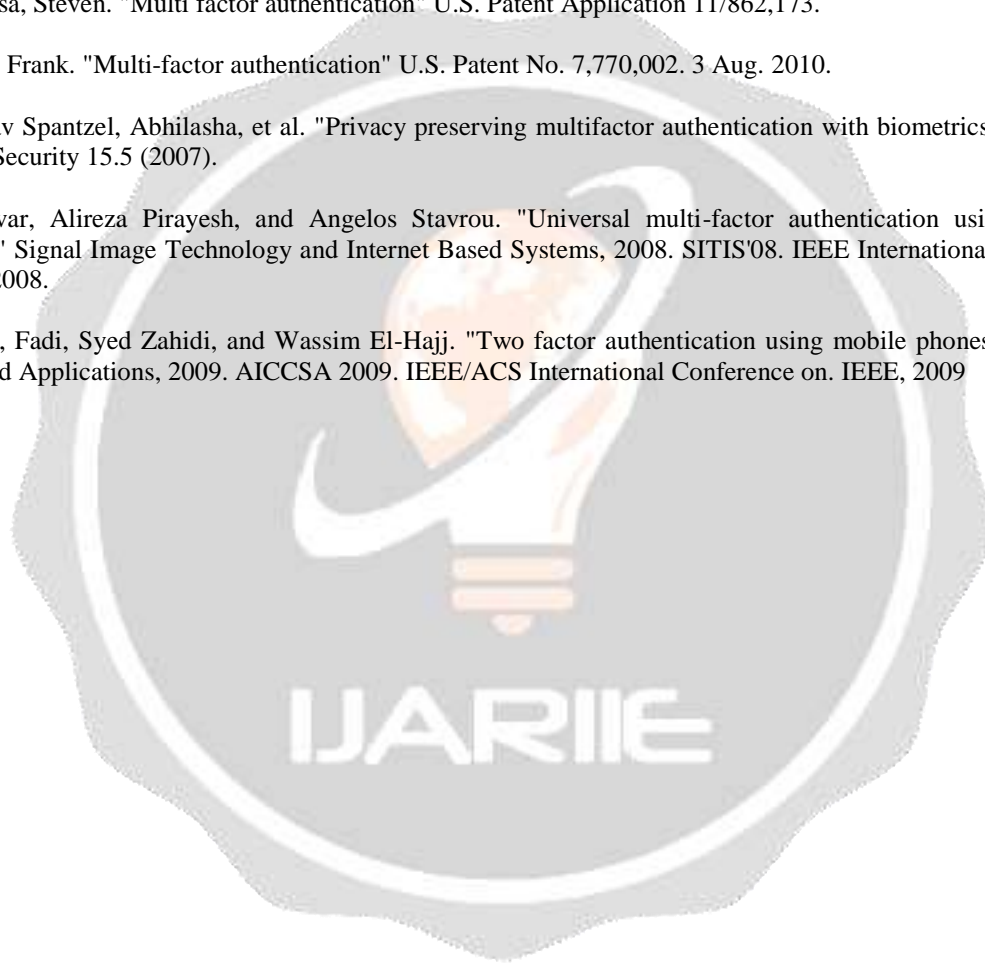 sa, Steven. "Multi factor authentication" U.S. Patent Application 11/862,173.
Frank. "Multi-factor authentication" U.S. Patent No. 7,770,002. 3 Aug. 2010.
v Spantzel, Abhilasha, et al. "Privacy preserving multifactor authentication with biometrics
Security 15.5 (2007).
var, Alireza Pirayesh, and Angelos Stavrou. "Universal multi-factor authentication usi
' Signal Image Technology and Internet Based Systems, 2008. SITIS'08. IEEE Internationa
2008.
, Fadi, Syed Zahidi, and Wassim El-Hajj. "Two factor authentication using mobile phones
d Applications, 2009. AICCSA 2009. IEEE/ACS International Conference on. IEEE, 2009
IJARIIE